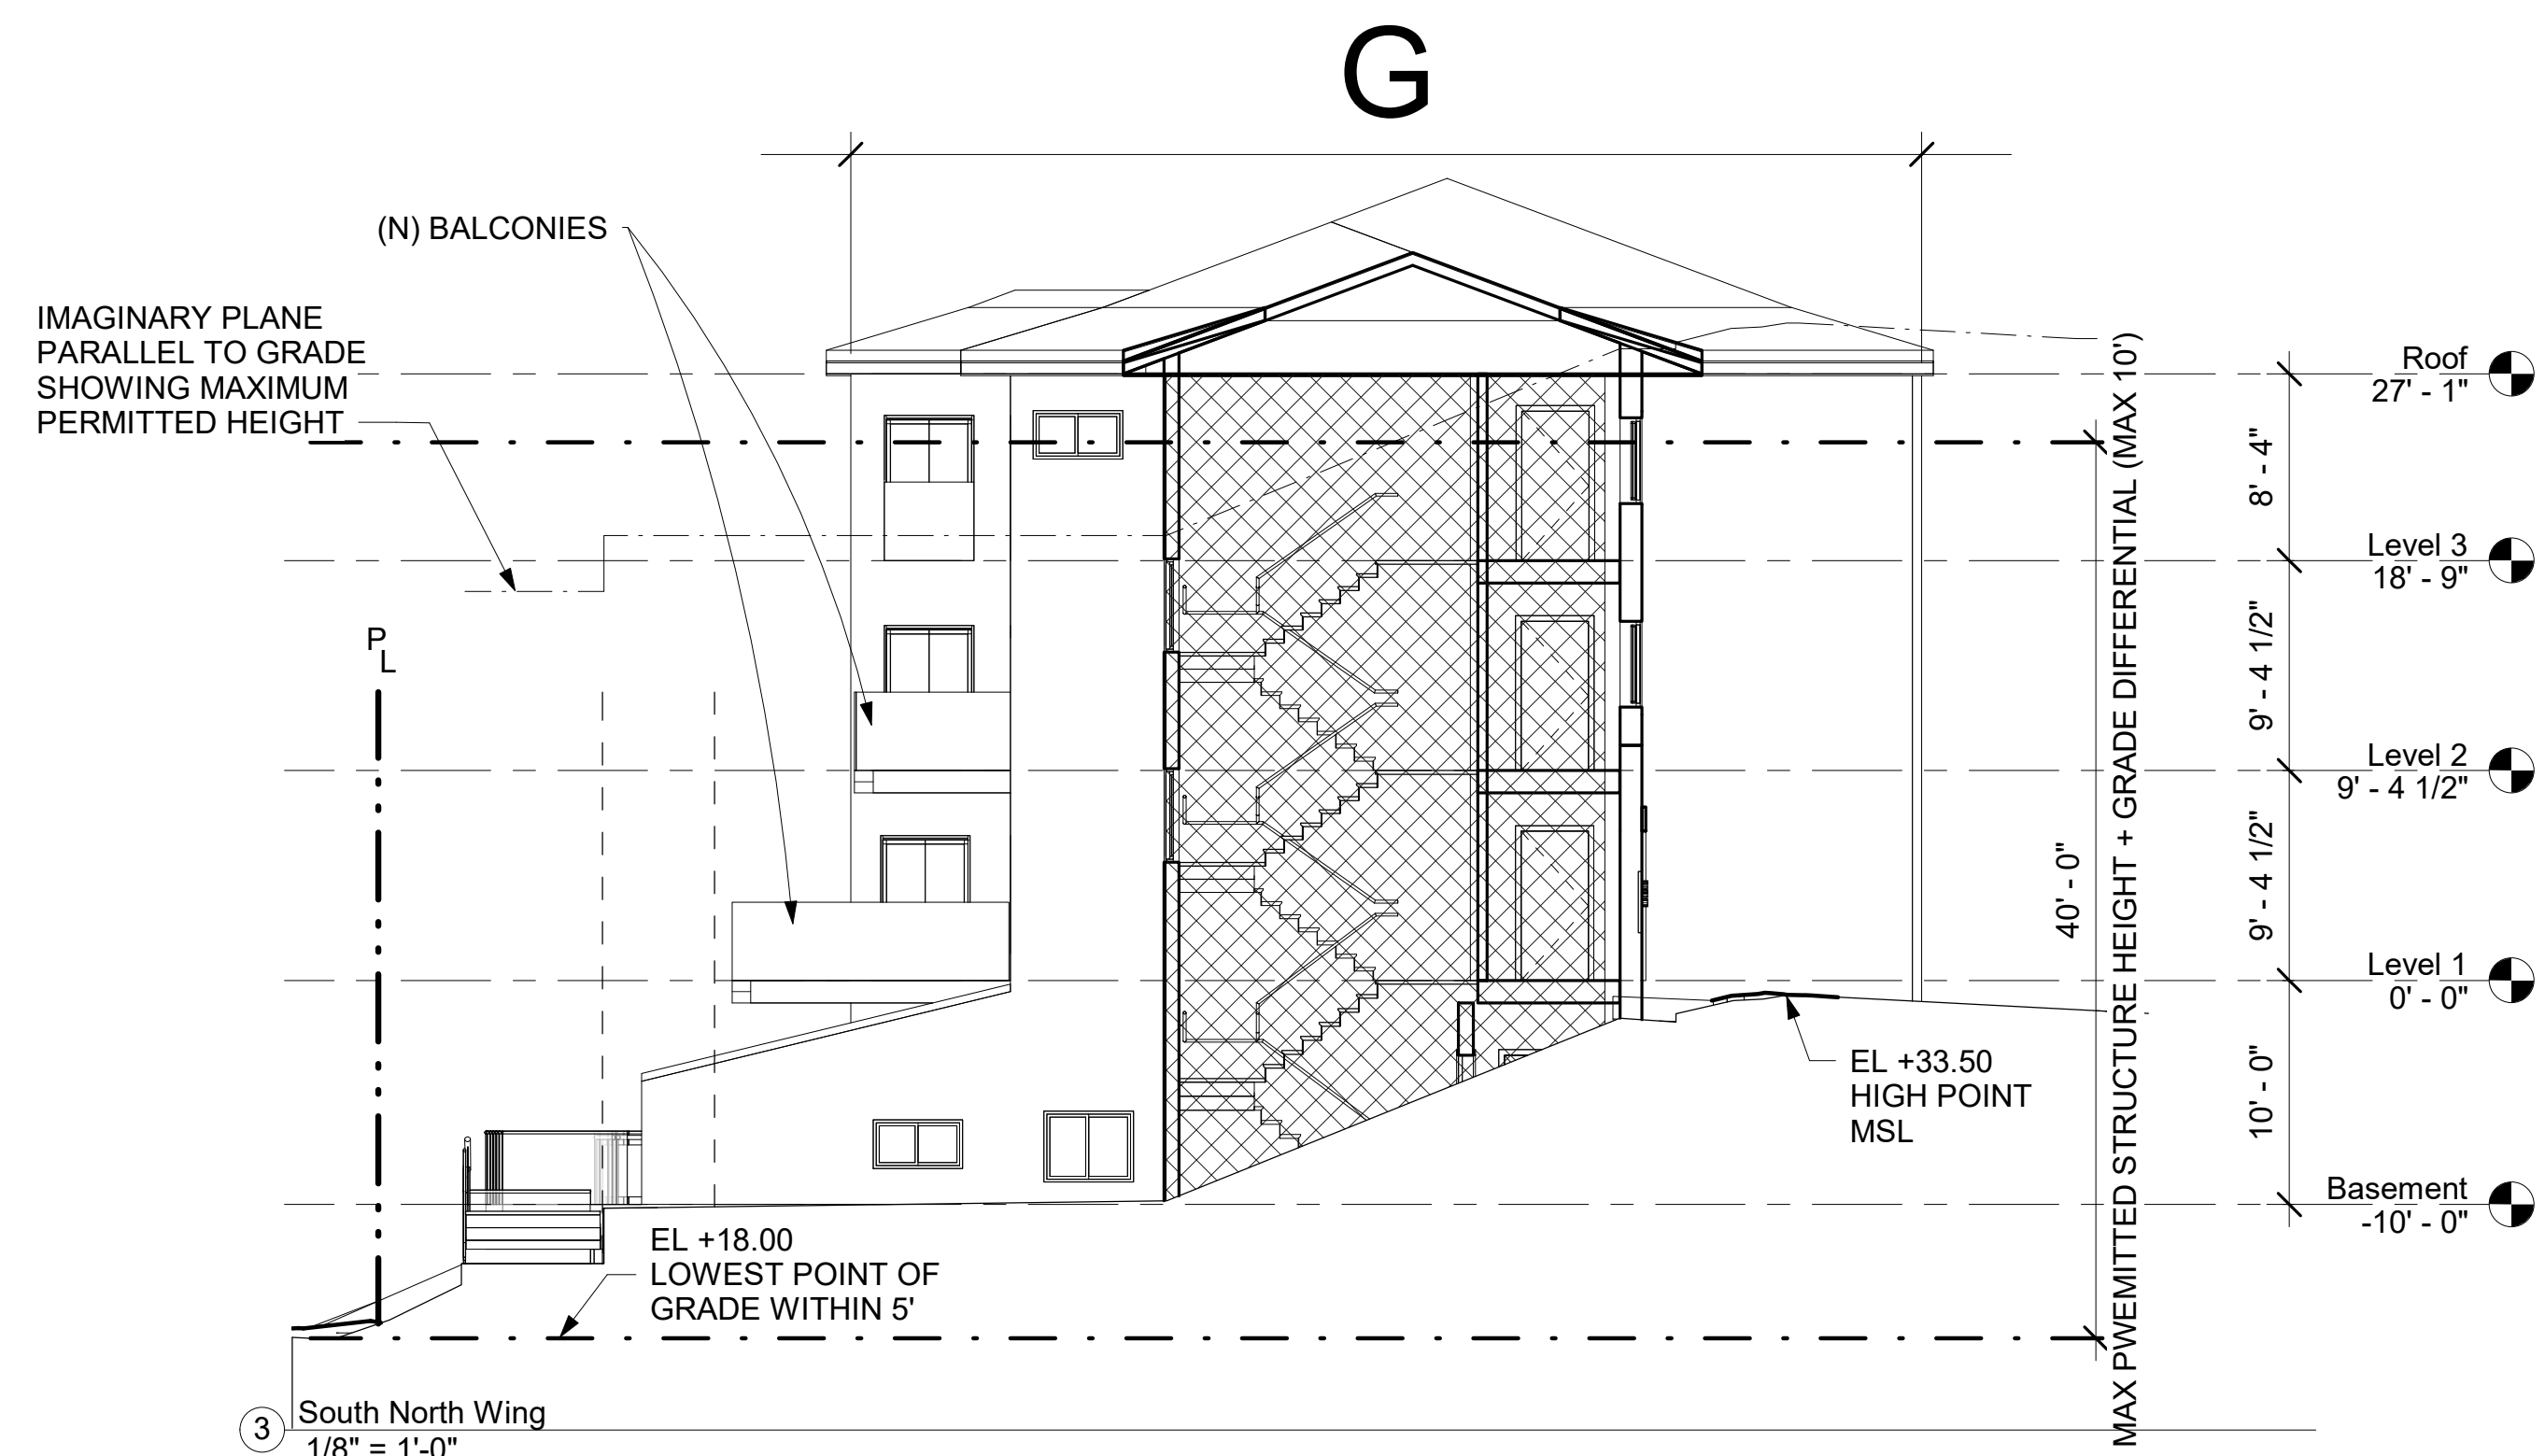 G
(N) BALCONIES
IMAGINARY PLANE
PARALLEL TO GRADE
SHOWING MAXIMUM
PERMITTED HEIGHT
P
L
Roof
27' - 1"
8' - 4"
Level 3
18' - 9"
9' - 4 1/2"
Level 2
9' - 4 1/2"
9' - 4 1/2"
Level 1
0' - 0"
10' - 0"
Basement
-10' - 0"
40' - 0"
MAX PWEMITTED STRUCTURE HEIGHT + GRADE DIFFERENTIAL (MAX 10')
EL +33.50
HIGH POINT
MSL
EL +18.00
LOWEST POINT OF
GRADE WITHIN 5'
3
South North Wing
1/8" = 1'-0"